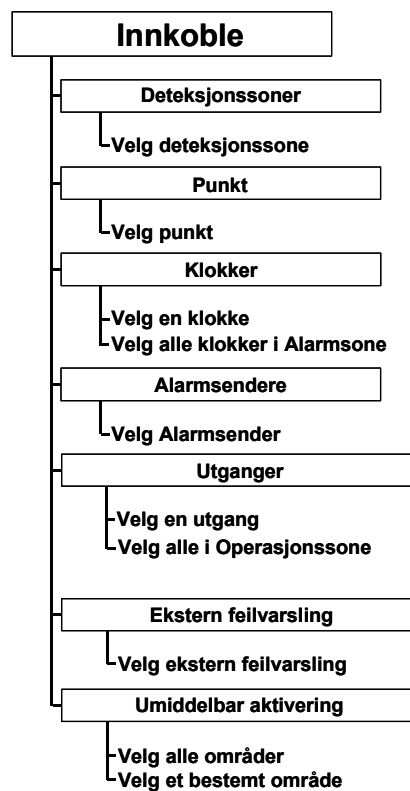 Innkoble
Deteksjonssoner
Velg deteksjonssone
Punkt
Velg punkt
Klokker
Velg en klokke
Velg alle klokker i Alarmsone
Alarmsendere
Velg Alarmsender
Utganger
Velg en utgang
Velg alle i Operasjonssone
Ekstern feilvarsling
Velg ekstern feilvarsling
Umiddelbar aktivering
Velg alle områder
Velg et bestemt område